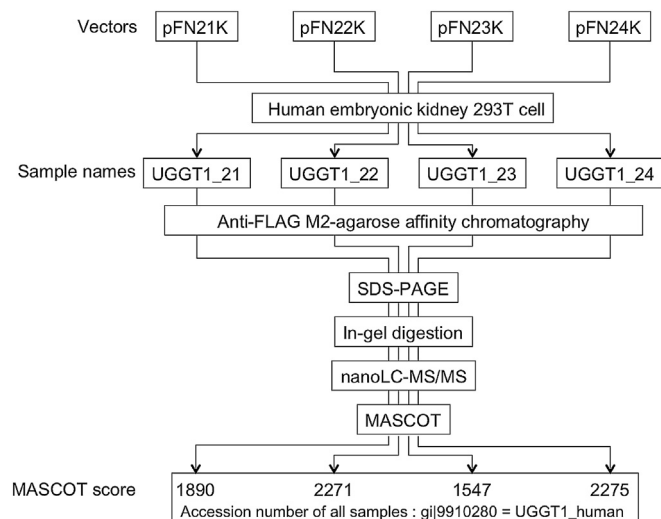 Vectors pFN21K pFN22K pFN23K pFN24K
Human embryonic kidney 293T cell
Sample names UGGT1_21 UGGT1_22 UGGT1_23 UGGT1_24
Anti-FLAG M2-agarose affinity chromatography
SDS-PAGE
In-gel digestion
nanoLC-MS/MS
MASCOT
MASCOT score 1890 2271 1547 2275
Accession number of all samples : gi|9910280 = UGGT1_human